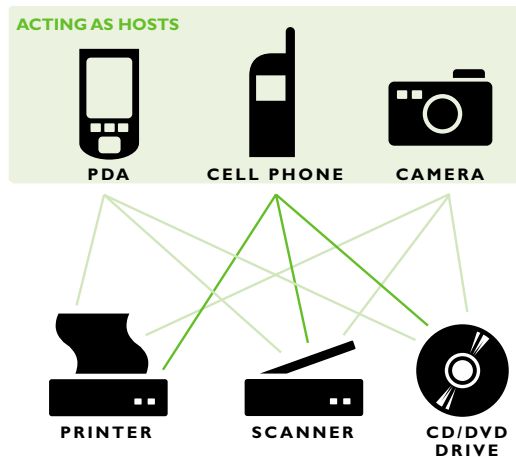 ACTING AS HOSTS
PDA
CELL PHONE
CAMERA
PRINTER
SCANNER
CD/DVD
DRIVE